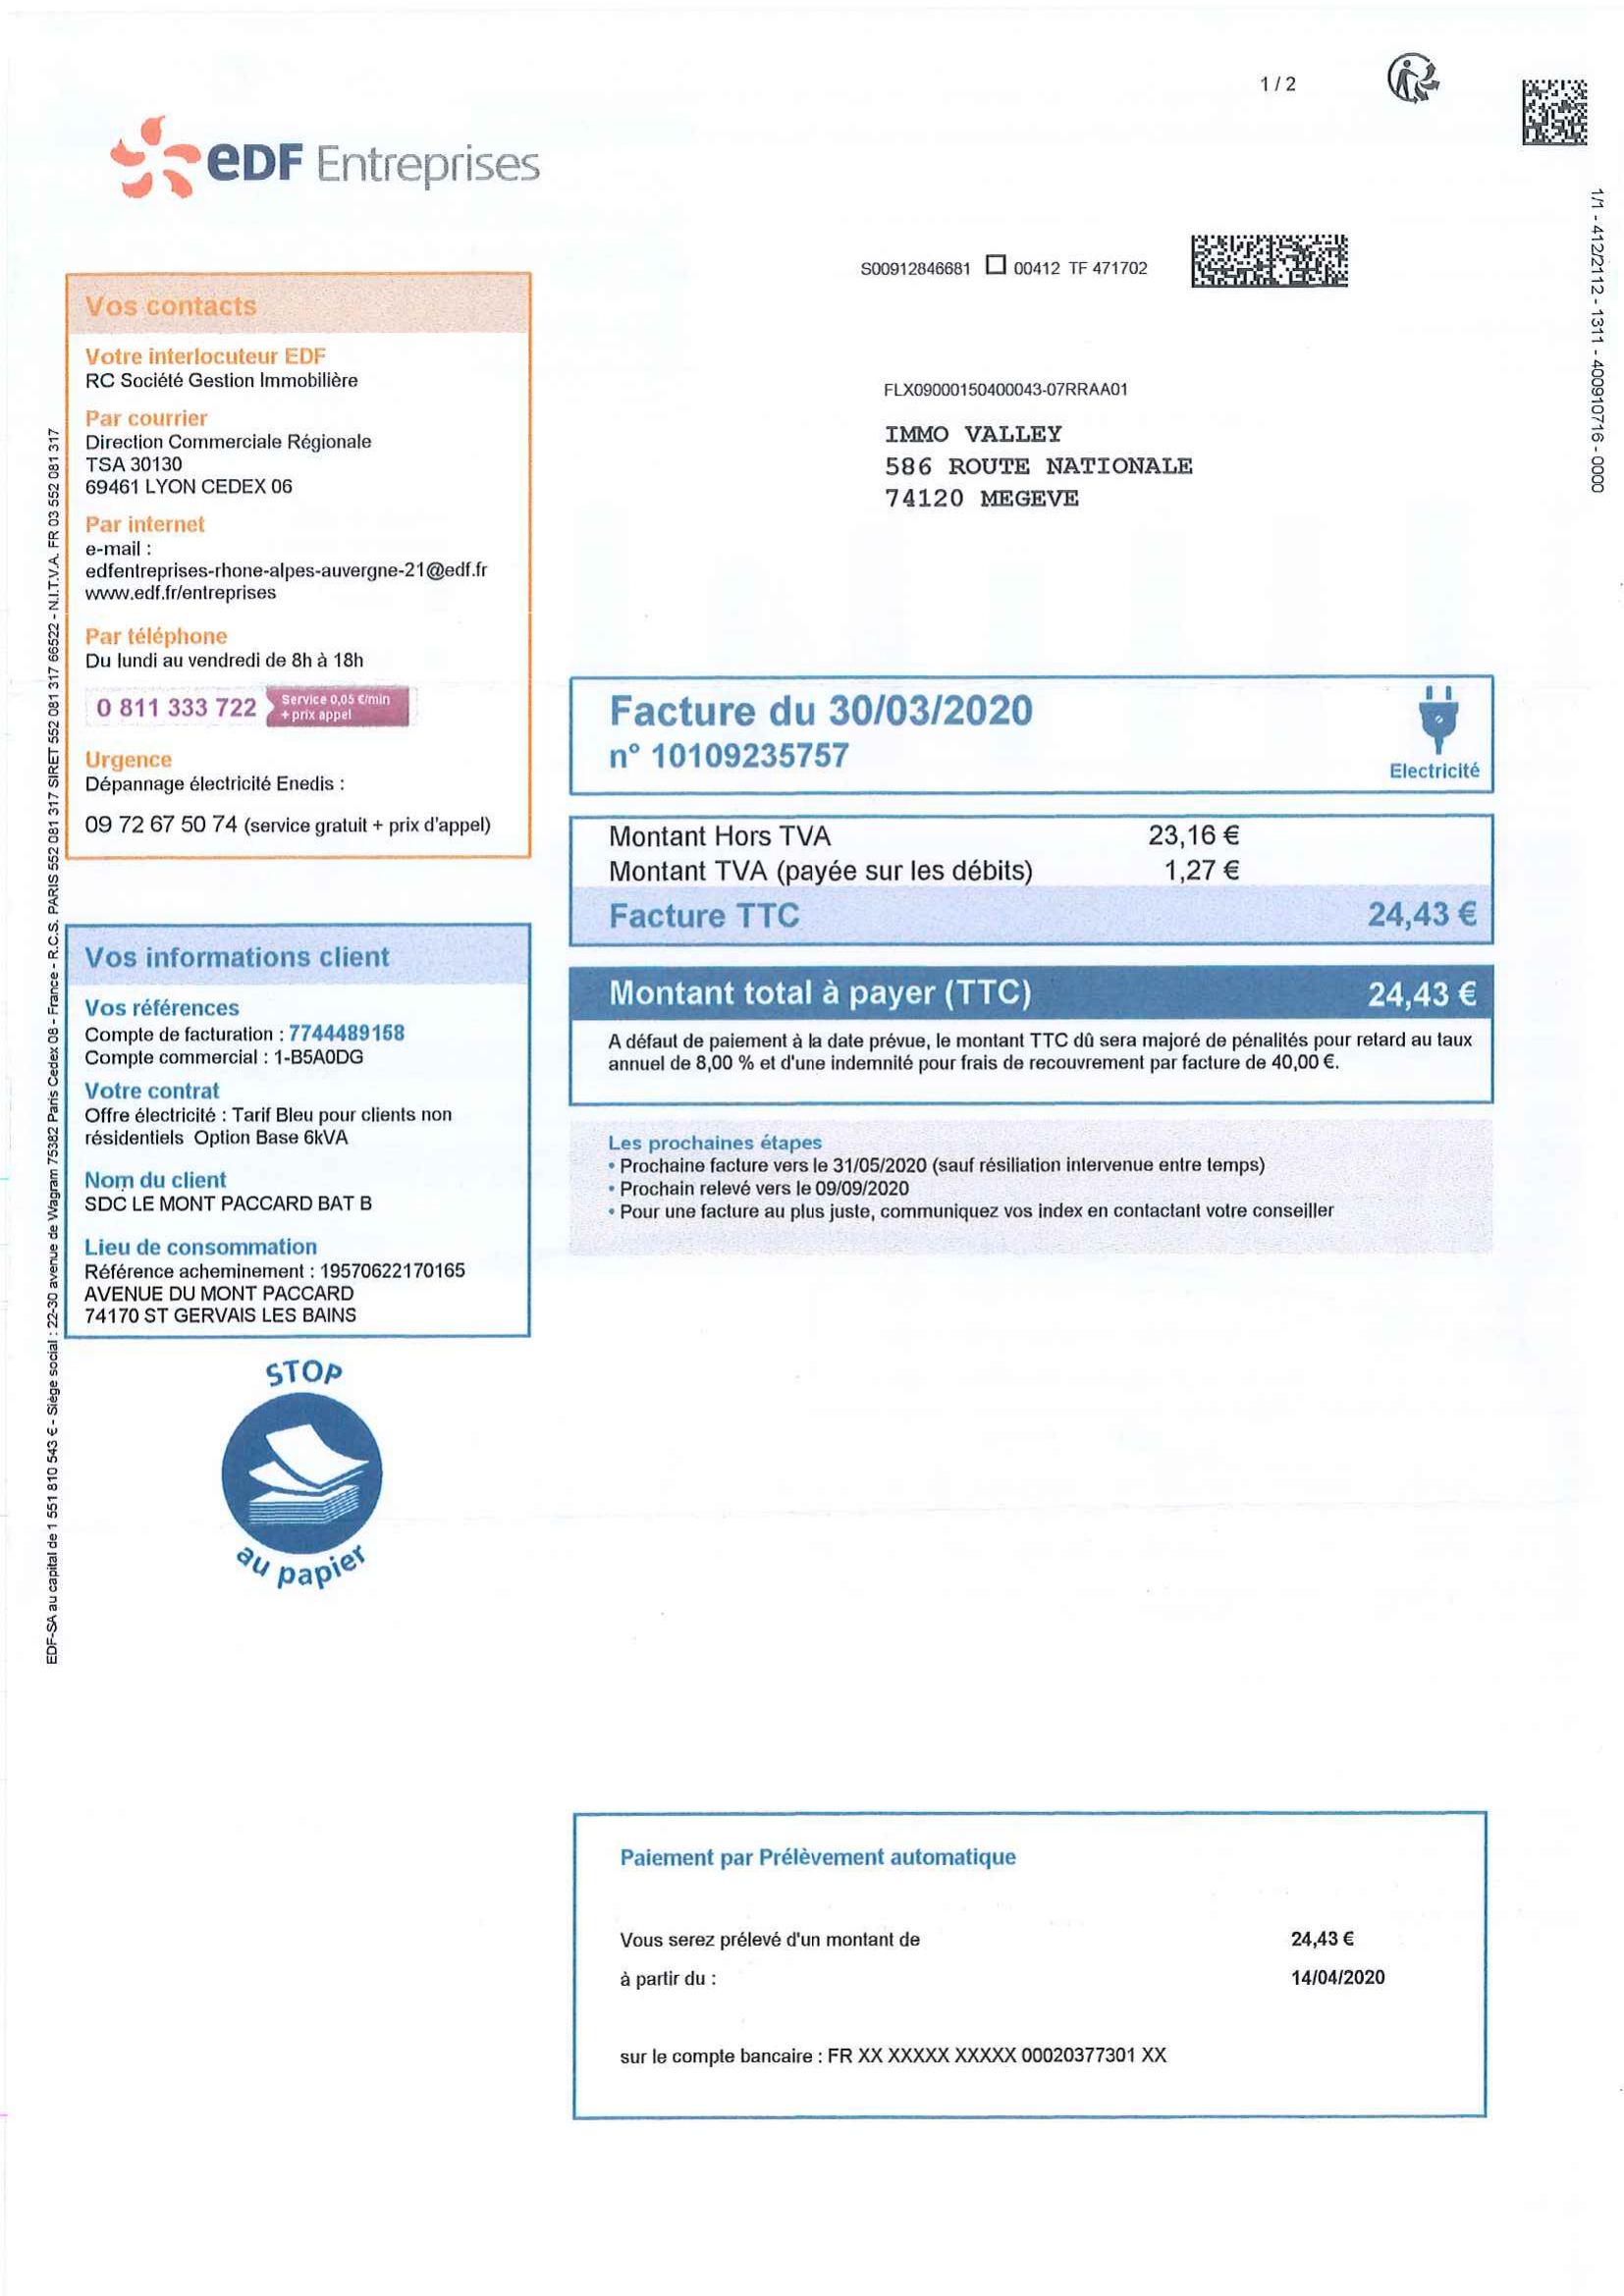 1 / 2
eDF Entreprises
S00912846681 00412 TF 471702
1/1 - 412/2112 - 1311 - 400910716 - 0000
Vos contacts
Votre interlocuteur EDF
RC Société Gestion Immobilière
Par courrier
Direction Commerciale Régionale
TSA 30130
69461 LYON CEDEX 06
Par internet
e-mail :
edfentreprises-rhone-alpes-auvergne-21@edf.fr
www.edf.fr/entreprises
Par téléphone
Du lundi au vendredi de 8h à 18h
0 811 333 722 Service 0,05 €/min
+ prix appel
Urgence
Dépannage électricité Enedis :
09 72 67 50 74 (service gratuit + prix d'appel)
FLX09000150400043-07RRAA01
IMMO VALLEY
586 ROUTE NATIONALE
74120 MEGEVE
Facture du 30/03/2020
n° 10109235757
Electricité
Montant Hors TVA 23,16 €
Montant TVA (payée sur les débits) 1,27 €
Facture TTC 24,43 €
Montant total à payer (TTC) 24,43 €
A défaut de paiement à la date prévue, le montant TTC dû sera majoré de pénalités pour retard au taux
annuel de 8,00 % et d'une indemnité pour frais de recouvrement par facture de 40,00 €.
Les prochaines étapes
• Prochaine facture vers le 31/05/2020 (sauf résiliation intervenue entre temps)
• Prochain relevé vers le 09/09/2020
• Pour une facture au plus juste, communiquez vos index en contactant votre conseiller
Vos informations client
Vos références
Compte de facturation : 7744489158
Compte commercial : 1-B5A0DG
Votre contrat
Offre électricité : Tarif Bleu pour clients non
résidentiels Option Base 6kVA
Nom du client
SDC LE MONT PACCARD BAT B
Lieu de consommation
Référence acheminement : 19570622170165
AVENUE DU MONT PACCARD
74170 ST GERVAIS LES BAINS
STOP
au papier
EDF-SA au capital de 1 551 810 543 € - Siège social : 22-30 avenue de Wagram 75382 Paris Cedex 08 - France - R.C.S. PARIS 552 081 317 SIRET 552 081 317 66522 - N.I.T.V.A. FR 03 552 081 317
Paiement par Prélèvement automatique
Vous serez prélevé d'un montant de 24,43 €
à partir du : 14/04/2020
sur le compte bancaire : FR XX XXXXX XXXXX 00020377301 XX